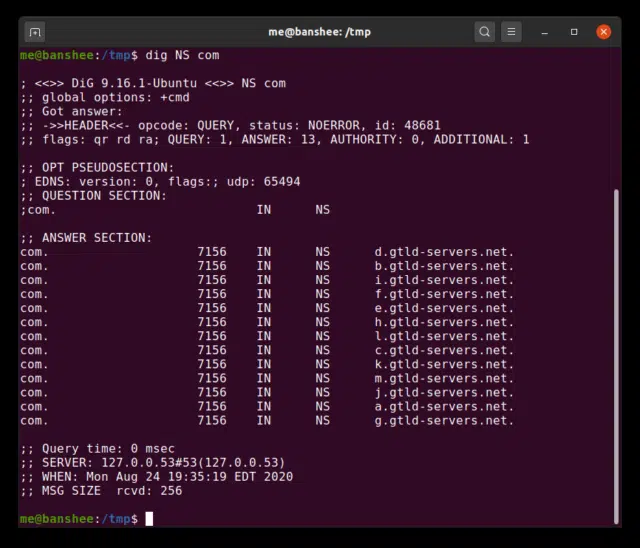 me@banshee: /tmp
me@banshee:/tmp$ dig NS com
; <<>> DiG 9.16.1-Ubuntu <<>> NS com
;; global options: +cmd
;; Got answer:
;; ->>HEADER<<- opcode: QUERY, status: NOERROR, id: 48681
;; flags: qr rd ra; QUERY: 1, ANSWER: 13, AUTHORITY: 0, ADDITIONAL: 1
;; OPT PSEUDOSECTION:
; EDNS: version: 0, flags:; udp: 65494
;; QUESTION SECTION:
;com. IN NS
;; ANSWER SECTION:
com. 7156 IN NS d.gtld-servers.net.
com. 7156 IN NS b.gtld-servers.net.
com. 7156 IN NS i.gtld-servers.net.
com. 7156 IN NS f.gtld-servers.net.
com. 7156 IN NS e.gtld-servers.net.
com. 7156 IN NS h.gtld-servers.net.
com. 7156 IN NS l.gtld-servers.net.
com. 7156 IN NS c.gtld-servers.net.
com. 7156 IN NS k.gtld-servers.net.
com. 7156 IN NS m.gtld-servers.net.
com. 7156 IN NS j.gtld-servers.net.
com. 7156 IN NS a.gtld-servers.net.
com. 7156 IN NS g.gtld-servers.net.
;; Query time: 0 msec
;; SERVER: 127.0.0.53#53(127.0.0.53)
;; WHEN: Mon Aug 24 19:35:19 EDT 2020
;; MSG SIZE rcvd: 256
me@banshee:/tmp$